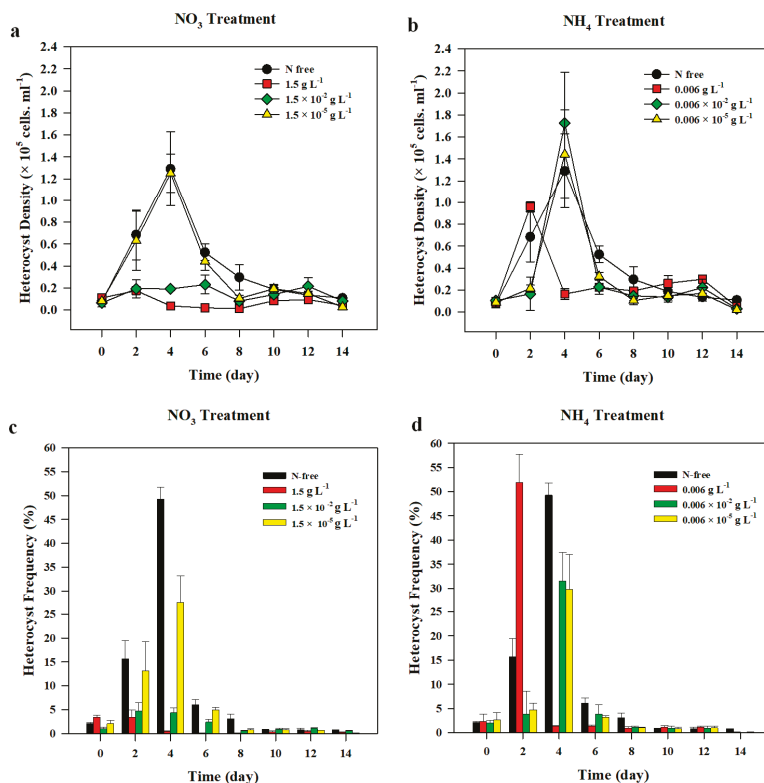 a
NO3 Treatment
Heterocyst Density (× 10^5 cells. ml^-1)
2.4
2.2
2.0
1.8
1.6
1.4
1.2
1.0
0.8
0.6
0.4
0.2
0.0
N free
1.5 g L^-1
1.5 × 10^-2 g L^-1
1.5 × 10^-5 g L^-1
0 2 4 6 8 10 12 14
Time (day)
b
NH4 Treatment
Heterocyst Density (× 10^5 cells. ml^-1)
2.4
2.2
2.0
1.8
1.6
1.4
1.2
1.0
0.8
0.6
0.4
0.2
0.0
N free
0.006 g L^-1
0.006 × 10^-2 g L^-1
0.006 × 10^-5 g L^-1
0 2 4 6 8 10 12 14
Time (day)
c
NO3 Treatment
Heterocyst Frequency (%)
60
55
50
45
40
35
30
25
20
15
10
5
0
N-free
1.5 g L^-1
1.5 × 10^-2 g L^-1
1.5 × 10^-5 g L^-1
0 2 4 6 8 10 12 14
Time (day)
d
NH4 Treatment
Heterocyst Frequency (%)
60
55
50
45
40
35
30
25
20
15
10
5
0
N-free
0.006 g L^-1
0.006 × 10^-2 g L^-1
0.006 × 10^-5 g L^-1
0 2 4 6 8 10 12 14
Time (day)